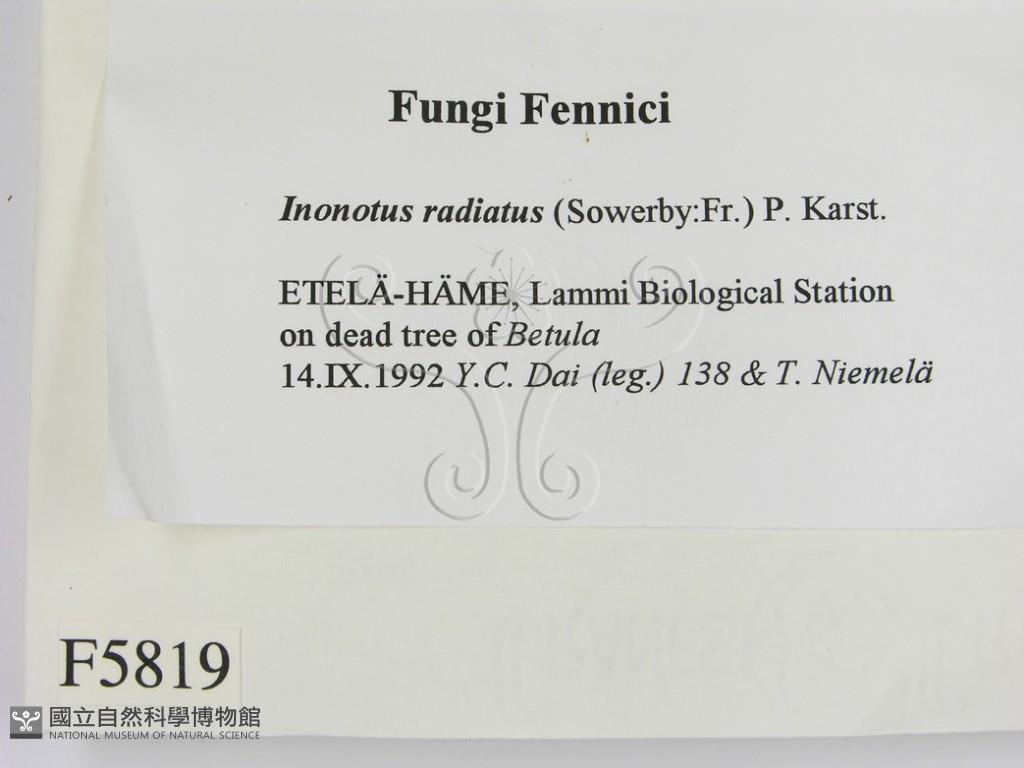 Fungi Fennici
Inonotus radiatus (Sowerby:Fr.) P. Karst.
ETELÄ-HÄME, Lammi Biological Station
on dead tree of Betula
14.IX.1992 Y.C. Dai (leg.) 138 & T. Niemelä
F5819
國立自然科學博物館
NATIONAL MUSEUM OF NATURAL SCIENCE